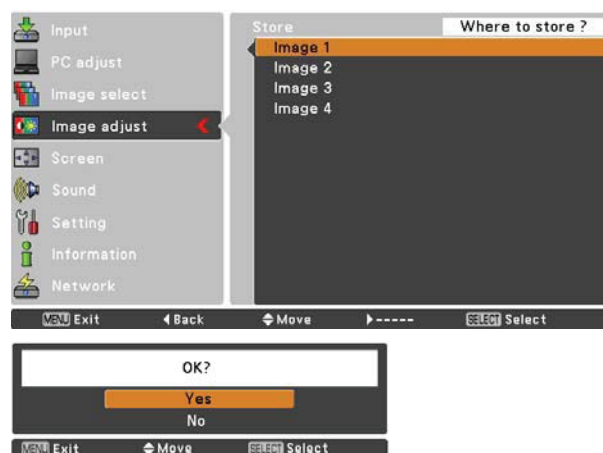 Input
PC adjust
Image select
Image adjust
Screen
Sound
Setting
Information
Network
Store
Where to store ?
Image 1
Image 2
Image 3
Image 4
MENU Exit Back Move ----- SELECT Select
OK?
Yes
No
MENU Exit Move SELECT Select